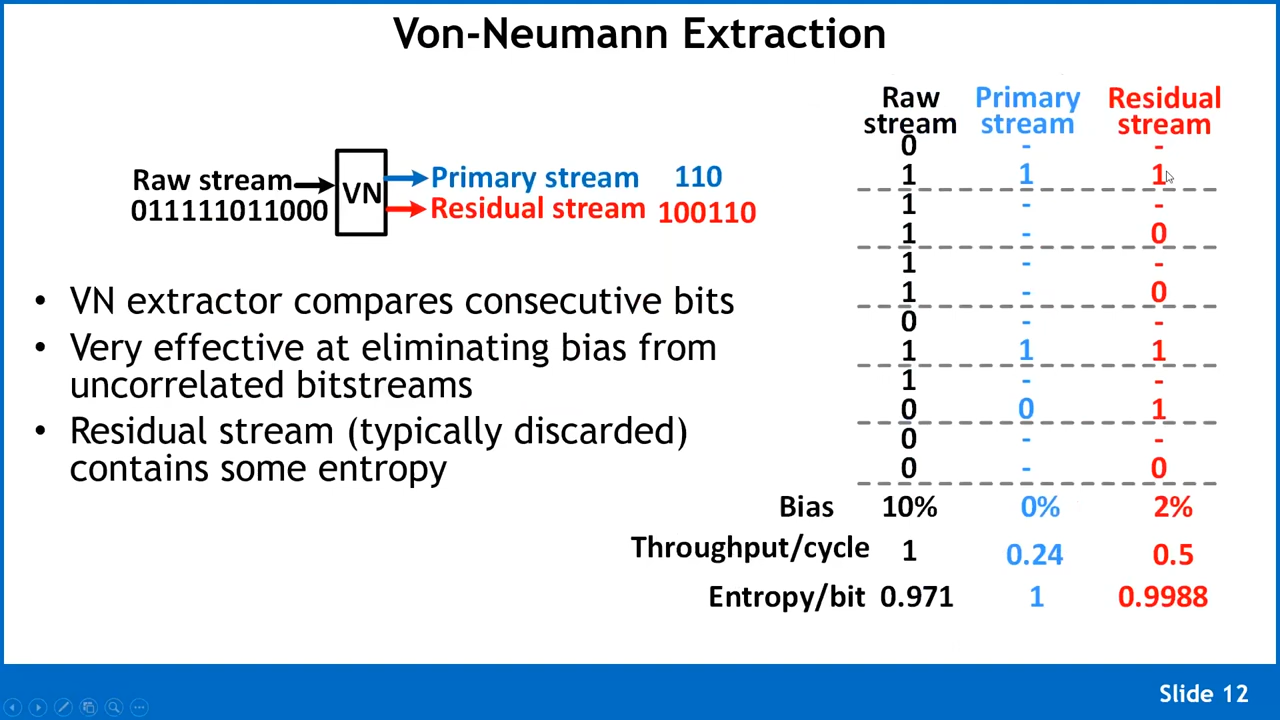 Von-Neumann Extraction
Raw stream
011111011000
VN
Primary stream 110
Residual stream 100110
• VN extractor compares consecutive bits
• Very effective at eliminating bias from
uncorrelated bitstreams
• Residual stream (typically discarded)
contains some entropy
Raw Primary Residual
stream stream stream
0 - -
1 1 1
1 - -
1 - 0
1 - -
1 - 0
0 - -
1 1 1
1 - -
0 0 1
0 - -
0 - 0
Bias 10% 0% 2%
Throughput/cycle 1 0.24 0.5
Entropy/bit 0.971 1 0.9988
Slide 12